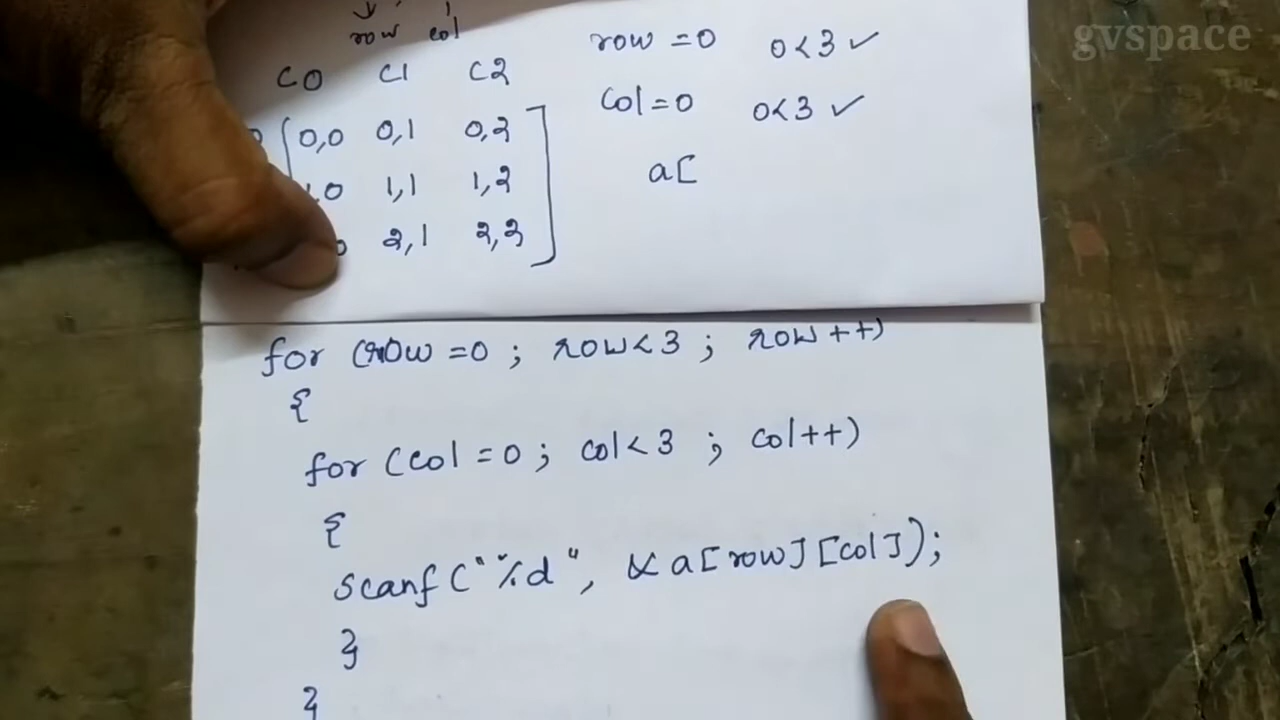 gvspace
row col
C0 C1 C2
0,0 0,1 0,2
,0 1,1 1,2
2,1 2,2
row = 0 0<3 ✓
Col = 0 0<3 ✓
a[
for (row = 0 ; row<3 ; row++)
{
for (col = 0 ; col<3 ; col++)
{
scanf("%d", &a[row][col]);
}
}